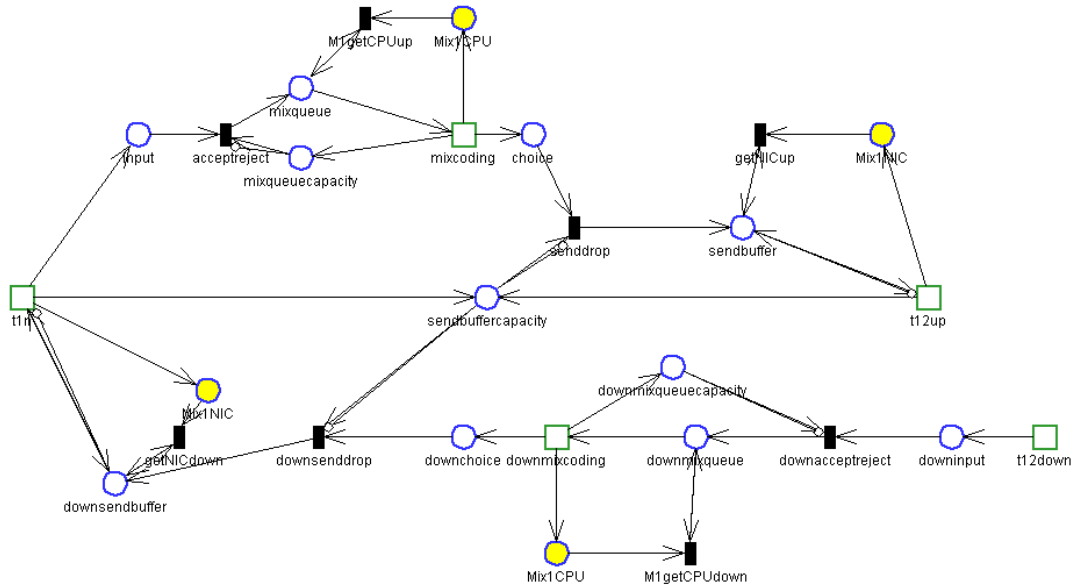 M1getCPUup
Mix1CPU
mixqueue
input
acceptreject
mixcoding
choice
getNICup
Mix1NIC
mixqueuecapacity
senddrop
sendbuffer
t1n
sendbuffercapacity
t12up
downmixqueuecapacity
Mix1NIC
getNICdown
downsenddrop
downchoice
downmixcoding
downmixqueue
downacceptreject
downinput
t12down
downsendbuffer
Mix1CPU
M1getCPUdown